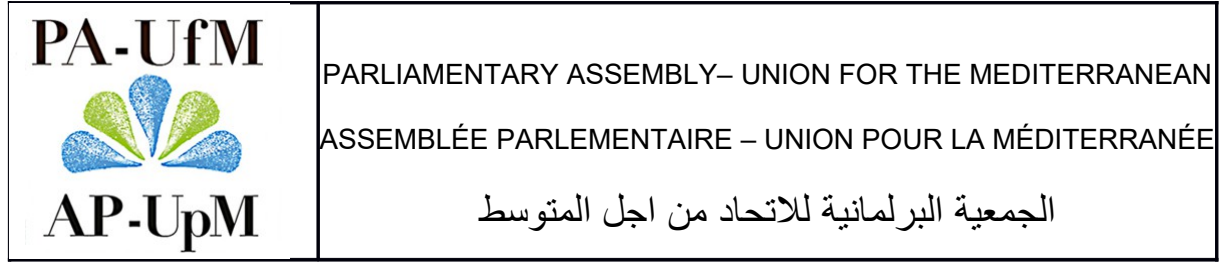 PA-UfM
AP-UpM
PARLIAMENTARY ASSEMBLY– UNION FOR THE MEDITERRANEAN
ASSEMBLÉE PARLEMENTAIRE – UNION POUR LA MÉDITERRANÉE
الجمعية البرلمانية للاتحاد من اجل المتوسط